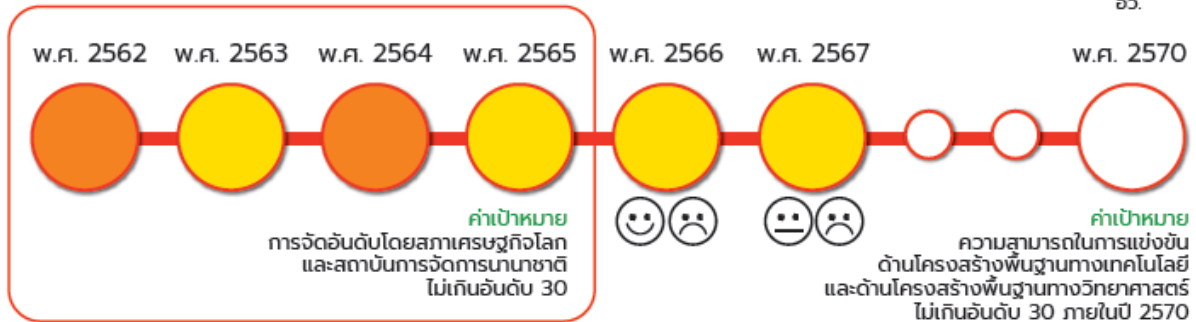 อว.
พ.ศ. 2562 พ.ศ. 2563 พ.ศ. 2564 พ.ศ. 2565 พ.ศ. 2566 พ.ศ. 2567 พ.ศ. 2570
ค่าเป้าหมาย
การจัดอันดับโดยสภาเศรษฐกิจโลก
และสถาบันการจัดการนานาชาติ
ไม่เกินอันดับ 30
ค่าเป้าหมาย
ความสามารถในการแข่งขัน
ด้านโครงสร้างพื้นฐานทางเทคโนโลยี
และด้านโครงสร้างพื้นฐานทางวิทยาศาสตร์
ไม่เกินอันดับ 30 ภายในปี 2570